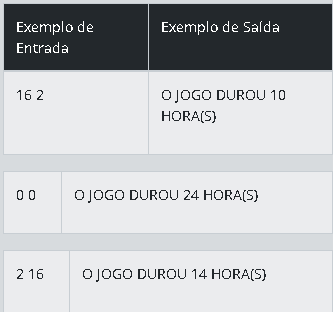 Exemplo de Entrada
Exemplo de Saída
16 2
O JOGO DUROU 10 HORA(S)
0 0
O JOGO DUROU 24 HORA(S)
2 16
O JOGO DUROU 14 HORA(S)